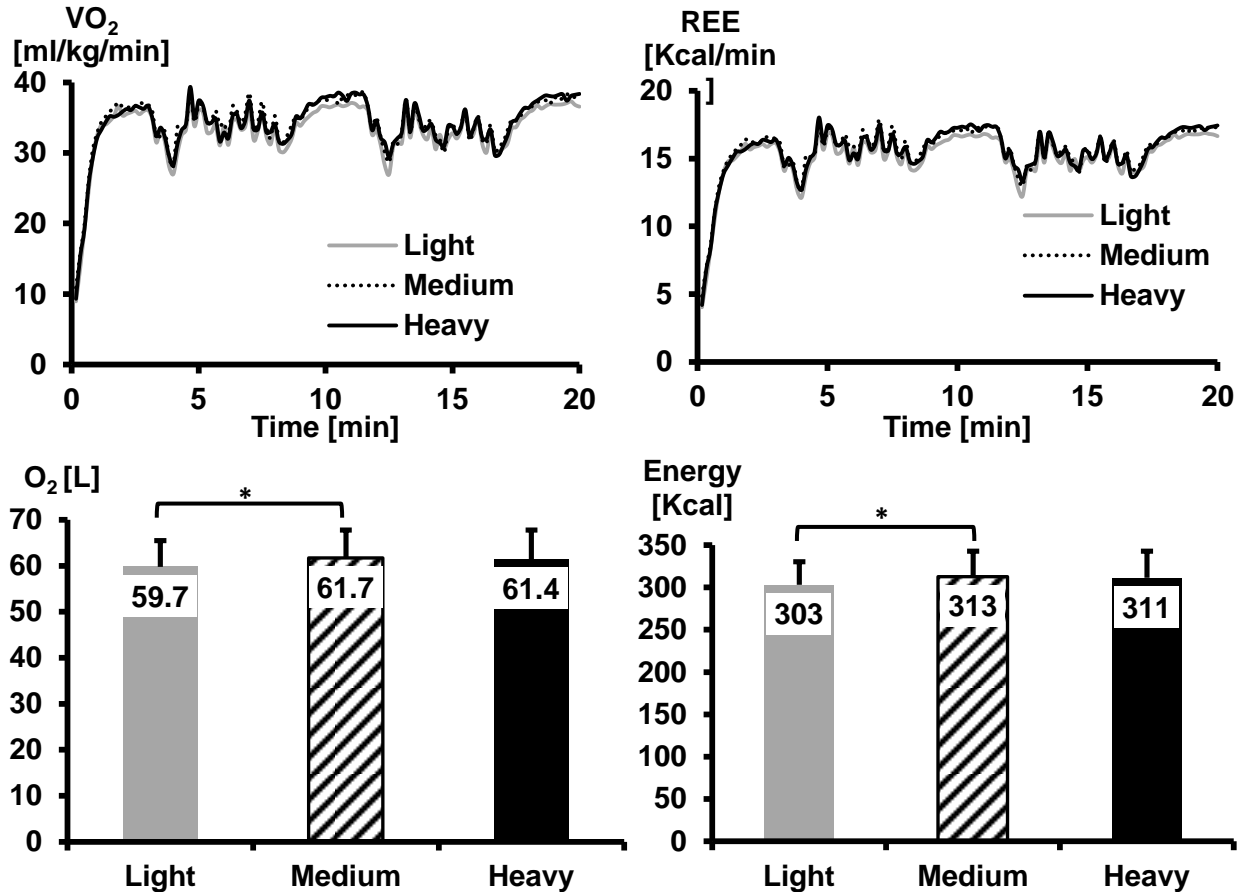 VO₂
[ml/kg/min]
40
30
20
10
0
0 5 10 15 20
Time [min]
Light
Medium
Heavy
REE
[Kcal/min
]
20
15
10
5
0
0 5 10 15 20
Time [min]
Light
Medium
Heavy
O₂ [L]
*
70
60
50
40
30
20
10
0
59.7 61.7 61.4
Light Medium Heavy
Energy
[Kcal]
*
350
300
250
200
150
100
50
0
303 313 311
Light Medium Heavy